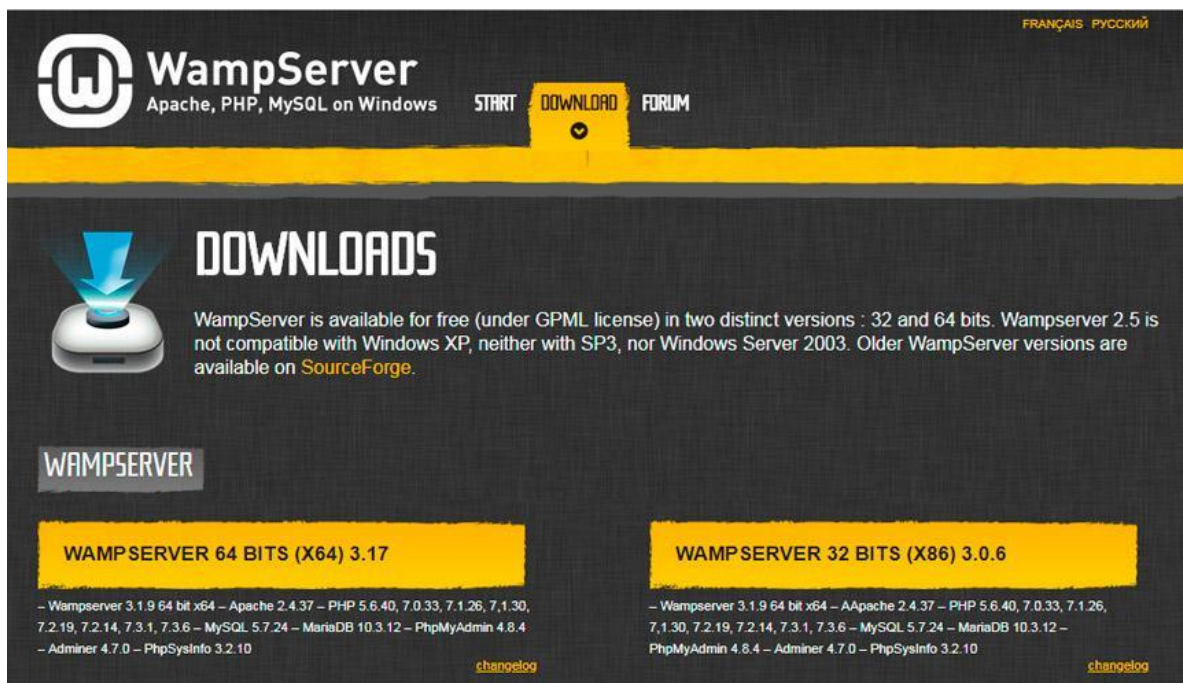 FRANÇAIS РУССКИЙ
WampServer
Apache, PHP, MySQL on Windows
START DOWNLOAD FORUM
DOWNLOADS
WampServer is available for free (under GPML license) in two distinct versions : 32 and 64 bits. Wampserver 2.5 is
not compatible with Windows XP, neither with SP3, nor Windows Server 2003. Older WampServer versions are
available on SourceForge.
WAMPSERVER
WAMPSERVER 64 BITS (X64) 3.17
– Wampserver 3.1.9 64 bit x64 – Apache 2.4.37 – PHP 5.6.40, 7.0.33, 7.1.26, 7,1.30,
7.2.19, 7.2.14, 7.3.1, 7.3.6 – MySQL 5.7.24 – MariaDB 10.3.12 – PhpMyAdmin 4.8.4
– Adminer 4.7.0 – PhpSysInfo 3.2.10
changelog
WAMPSERVER 32 BITS (X86) 3.0.6
– Wampserver 3.1.9 64 bit x64 – AApache 2.4.37 – PHP 5.6.40, 7.0.33, 7.1.26,
7,1.30, 7.2.19, 7.2.14, 7.3.1, 7.3.6 – MySQL 5.7.24 – MariaDB 10.3.12 –
PhpMyAdmin 4.8.4 – Adminer 4.7.0 – PhpSysInfo 3.2.10
changelog